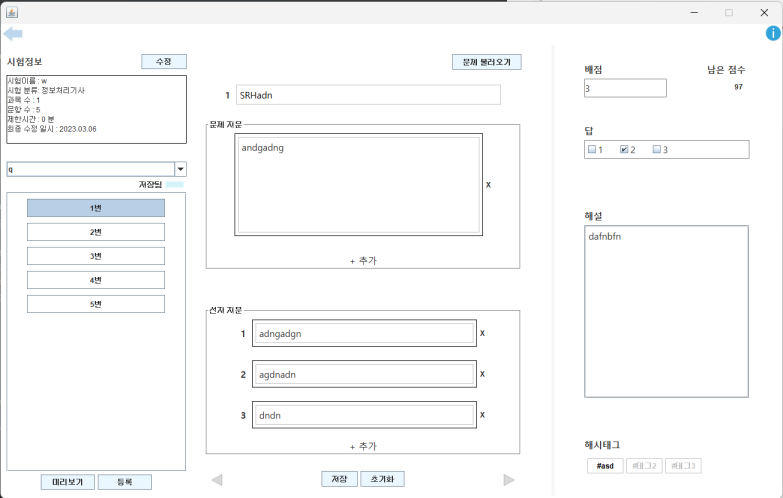 시험정보
수정
시험이름 : w
시험 분류: 정보처리기사
과목 수 : 1
문항 수 : 5
제한시간 : 0 분
최종 수정 일시 : 2023.03.06
q
저장됨
1번
2번
3번
4번
5번
미리보기
등록
문제 불러오기
1
SRHadn
문제 지문
andgadng
X
+ 추가
선지 지문
1
adngadgn
X
2
agdnadn
X
3
dndn
X
+ 추가
저장
초기화
배점
남은 점수
3
97
답
1
2
3
해설
dafnbfn
해시태그
#asd
#태그2
#태그3